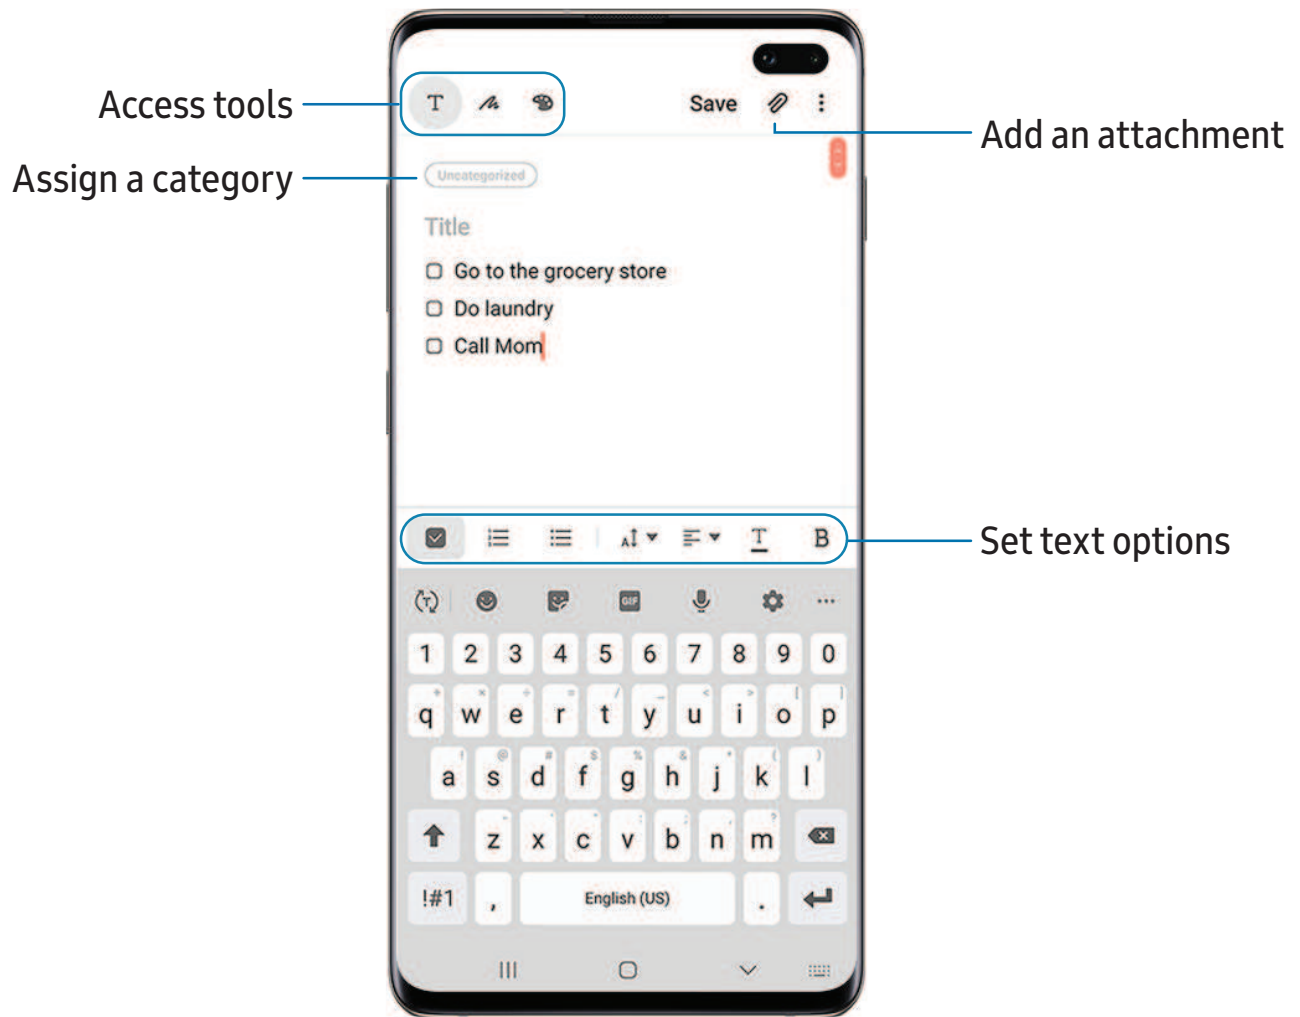 Access tools
T
Save
Add an attachment
Assign a category
Uncategorized
Title
Go to the grocery store
Do laundry
Call Mom
A T B
Set text options
T GIF
1 2 3 4 5 6 7 8 9 0
q w e r t y u i o p
a s d f g h j k l
z x c v b n m
!#1 , English (US) .